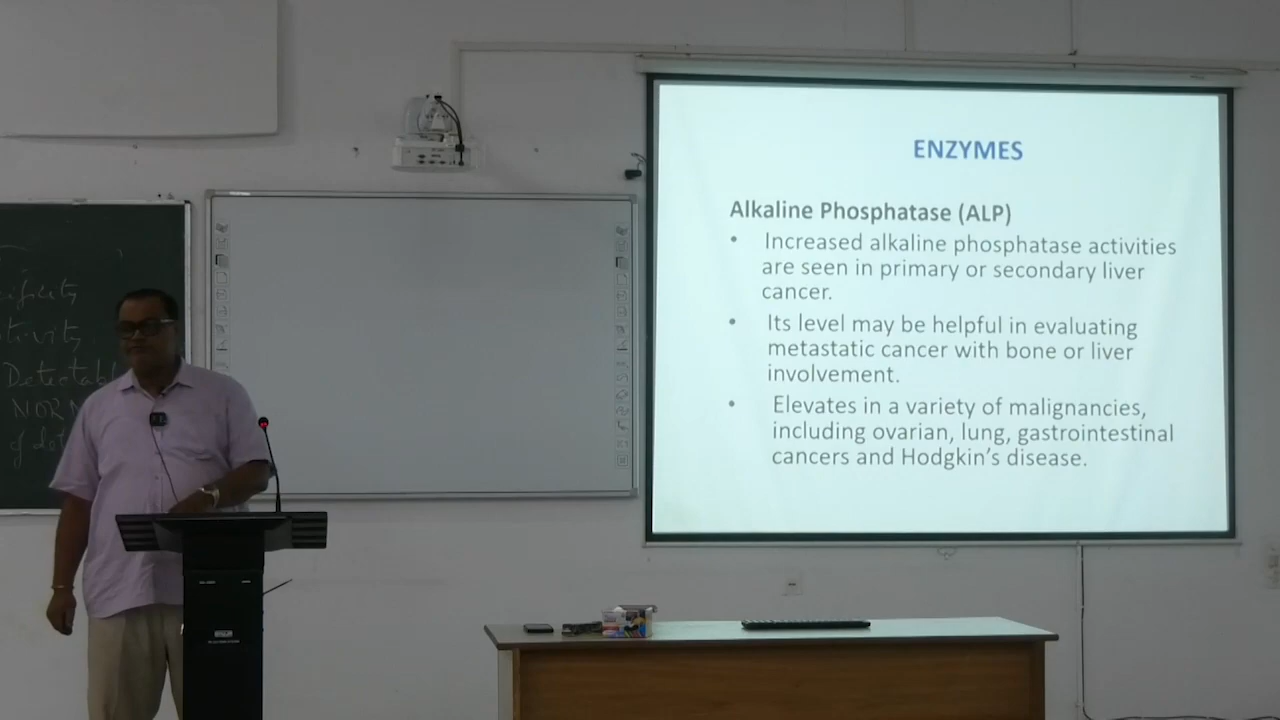 ENZYMES
Alkaline Phosphatase (ALP)
• Increased alkaline phosphatase activities
are seen in primary or secondary liver
cancer.
• Its level may be helpful in evaluating
metastatic cancer with bone or liver
involvement.
• Elevates in a variety of malignancies,
including ovarian, lung, gastrointestinal
cancers and Hodgkin's disease.